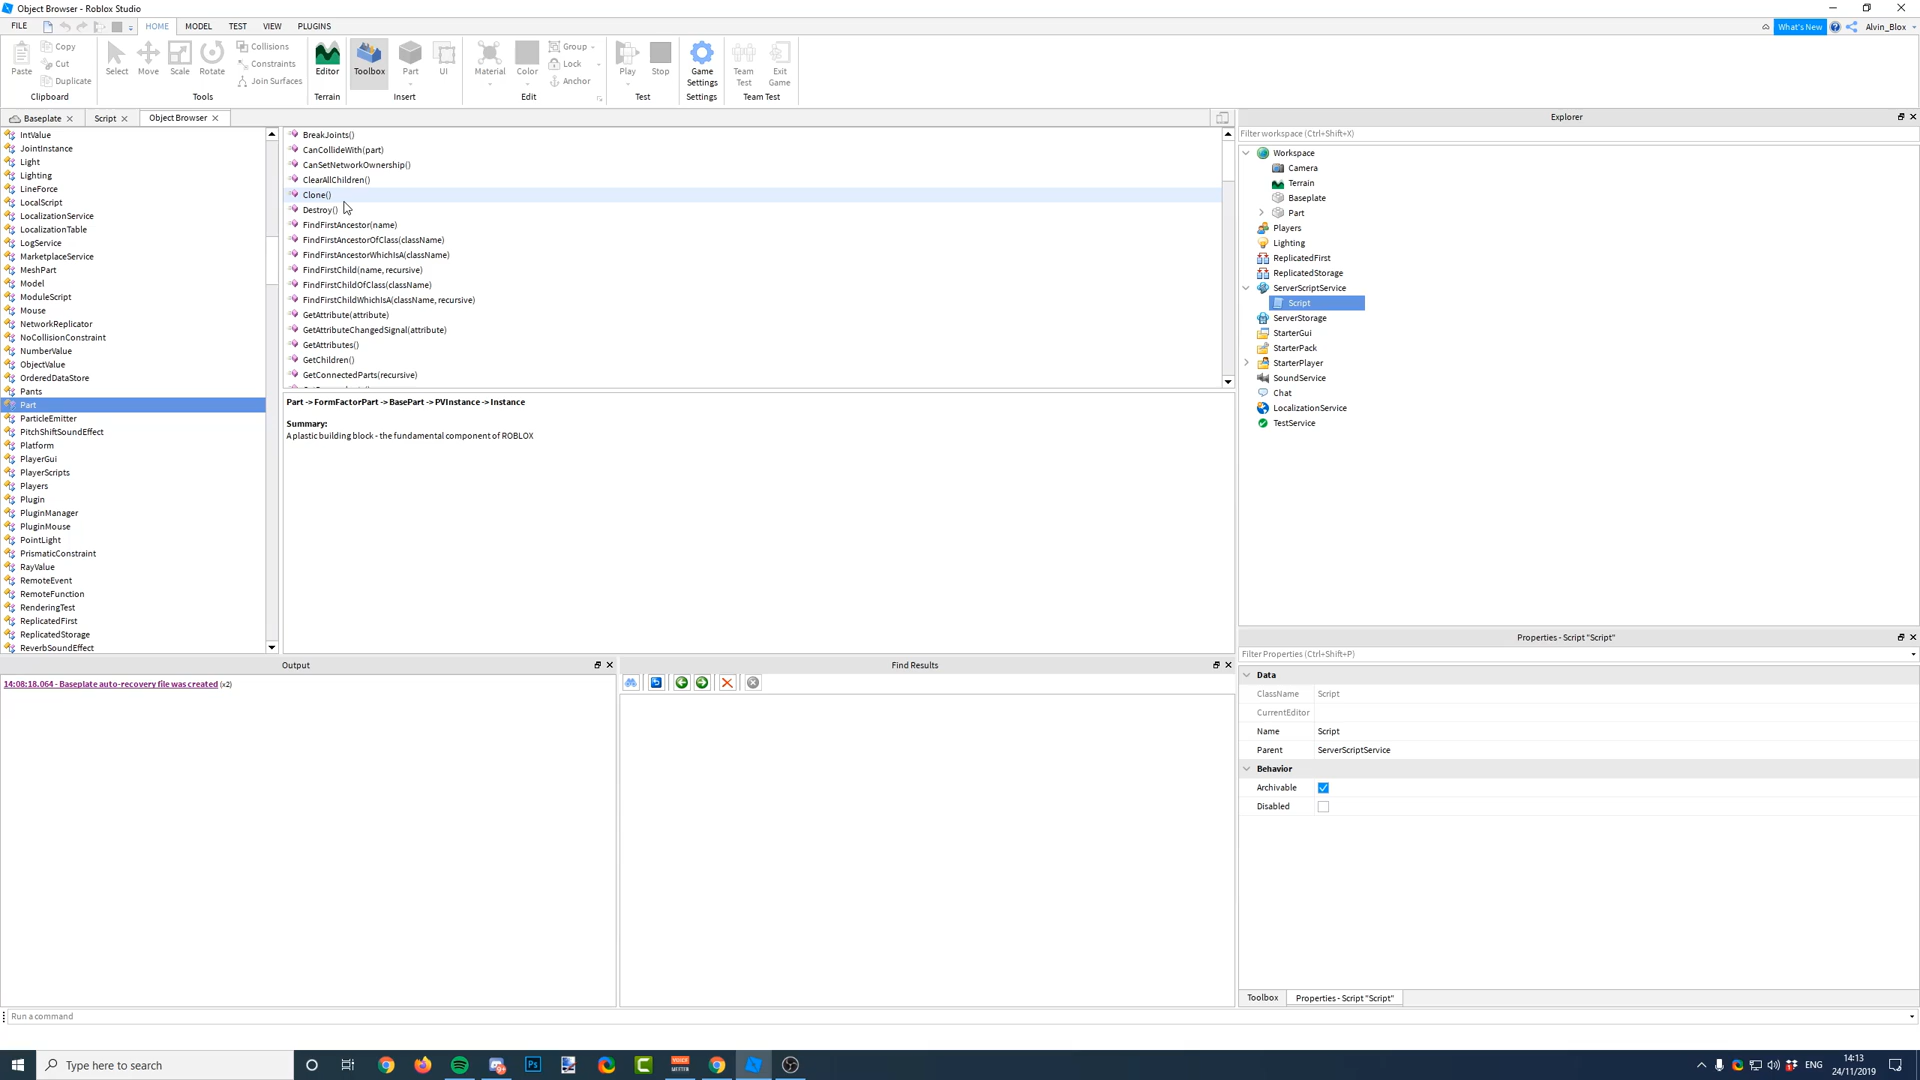 Object Browser - Roblox Studio
FILE HOME MODEL TEST VIEW PLUGINS What's New Alvin_Blox
Paste Copy Cut Duplicate Select Move Scale Rotate Collisions Constraints Join Surfaces Editor Toolbox Part UI Material Color Group Lock Anchor Play Stop Game Settings Team Test Exit Game
Clipboard Tools Terrain Insert Edit Test Settings Team Test
Baseplate Script Object Browser
IntValue
JointInstance
Light
Lighting
LineForce
LocalScript
LocalizationService
LocalizationTable
LogService
MarketplaceService
MeshPart
Model
ModuleScript
Mouse
NetworkReplicator
NoCollisionConstraint
NumberValue
ObjectValue
OrderedDataStore
Pants
Part
ParticleEmitter
PitchShiftSoundEffect
Platform
PlayerGui
PlayerScripts
Players
Plugin
PluginManager
PluginMouse
PointLight
PrismaticConstraint
RayValue
RemoteEvent
RemoteFunction
RenderingTest
ReplicatedFirst
ReplicatedStorage
ReverbSoundEffect
BreakJoints()
CanCollideWith(part)
CanSetNetworkOwnership()
ClearAllChildren()
Clone()
Destroy()
FindFirstAncestor(name)
FindFirstAncestorOfClass(className)
FindFirstAncestorWhichIsA(className)
FindFirstChild(name, recursive)
FindFirstChildOfClass(className)
FindFirstChildWhichIsA(className, recursive)
GetAttribute(attribute)
GetAttributeChangedSignal(attribute)
GetAttributes()
GetChildren()
GetConnectedParts(recursive)
Part -> FormFactorPart -> BasePart -> PVInstance -> Instance
Summary:
A plastic building block - the fundamental component of ROBLOX
Explorer
Filter workspace (Ctrl+Shift+X)
Workspace
Camera
Terrain
Baseplate
Part
Players
Lighting
ReplicatedFirst
ReplicatedStorage
ServerScriptService
Script
ServerStorage
StarterGui
StarterPack
StarterPlayer
SoundService
Chat
LocalizationService
TestService
Output
14:08:18.064 - Baseplate auto-recovery file was created (x2)
Find Results
Properties - Script "Script"
Filter Properties (Ctrl+Shift+P)
Data
ClassName Script
CurrentEditor
Name Script
Parent ServerScriptService
Behavior
Archivable
Disabled
Toolbox Properties - Script "Script"
Run a command
Type here to search
ENG
14:13
24/11/2019